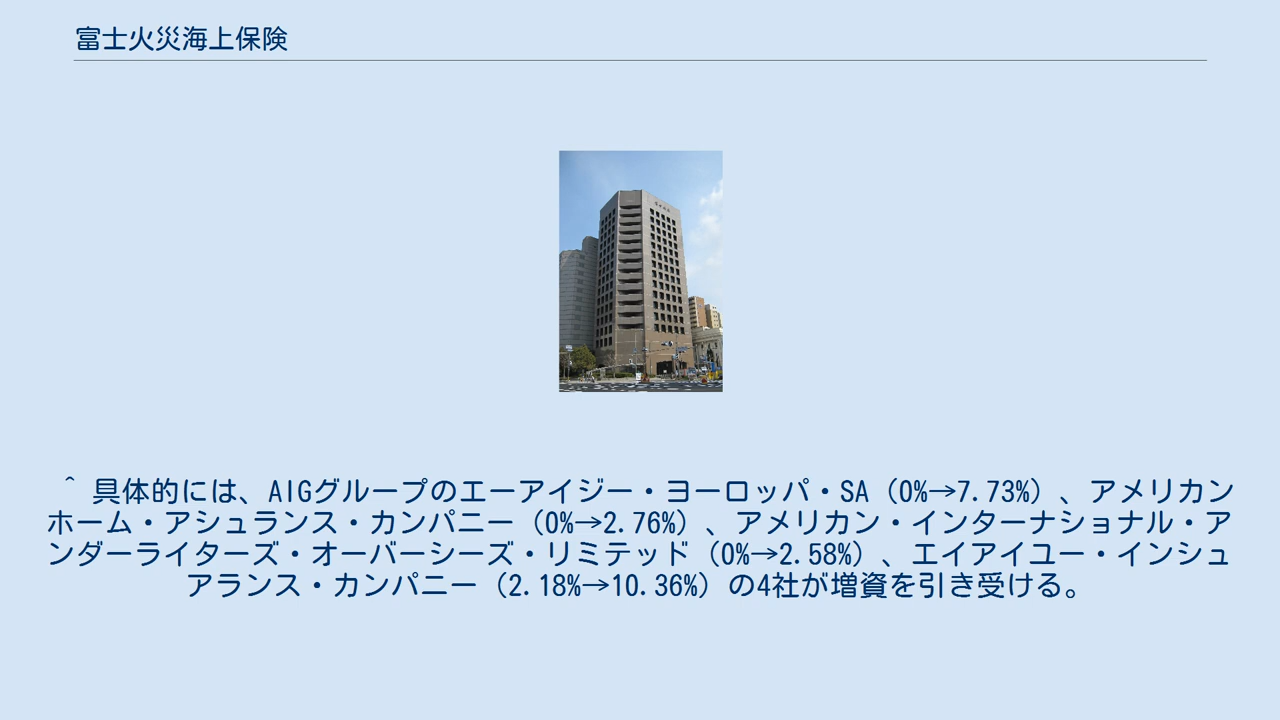 富士火災海上保険
^ 具体的には、AIGグループのエーアイジー・ヨーロッパ・SA（0%→7.73%）、アメリカン
ホーム・アシュランス・カンパニー（0%→2.76%）、アメリカン・インターナショナル・ア
ンダーライターズ・オーバーシーズ・リミテッド（0%→2.58%）、エイアイユー・インシュ
アランス・カンパニー（2.18%→10.36%）の4社が増資を引き受ける。